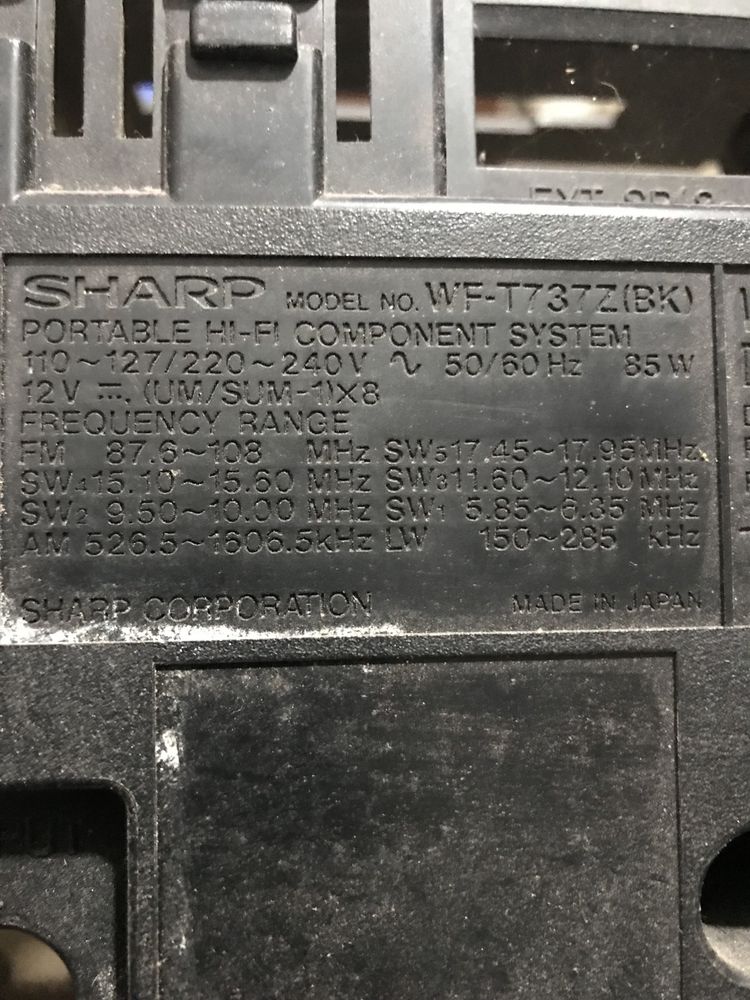 EXT. SP
SHARP MODEL NO. WF-T737Z(BK)
PORTABLE HI-FI COMPONENT SYSTEM
110~127/220~240V ∿ 50/60Hz 85W
12V ⎓, (UM/SUM-1)×8
FREQUENCY RANGE
FM 87.6~108 MHz SW5 17.45~17.95MHz
SW4 15.10~15.60 MHz SW3 11.60~12.10MHz
SW2 9.50~10.00 MHz SW1 5.85~6.35 MHz
AM 526.5~1606.5kHz LW 150~285 kHz
SHARP CORPORATION MADE IN JAPAN